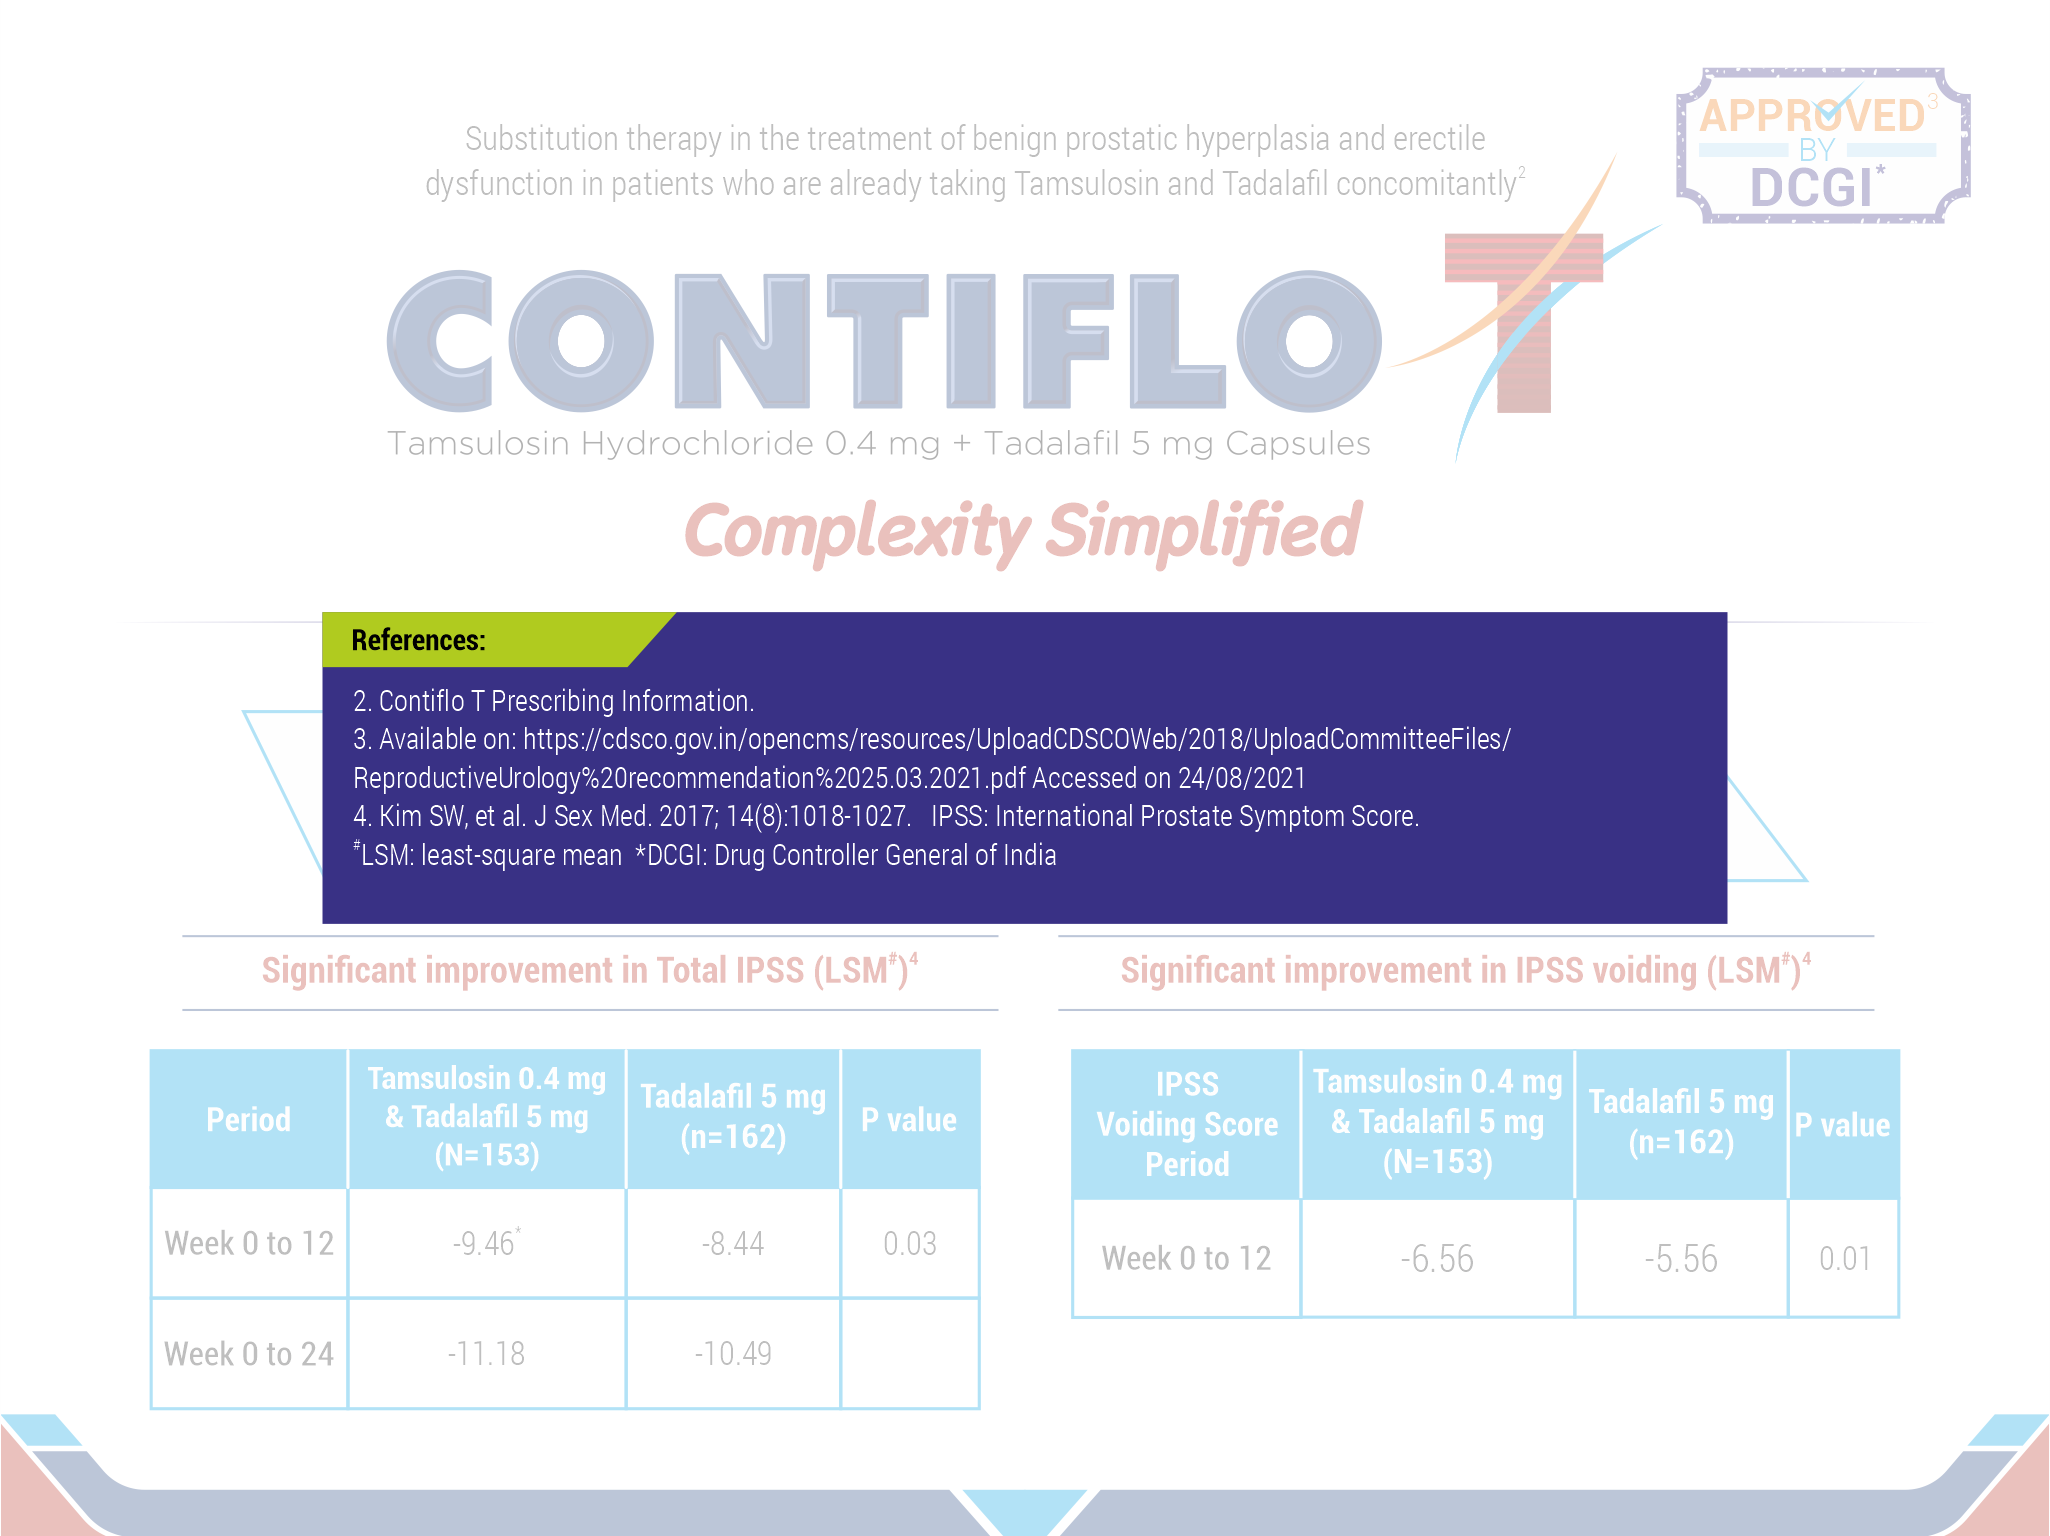 APPROVED3
BY
DCGI*
Substitution therapy in the treatment of benign prostatic hyperplasia and erectile
dysfunction in patients who are already taking Tamsulosin and Tadalafil concomitantly2
CONTIFLO T
Tamsulosin Hydrochloride 0.4 mg + Tadalafil 5 mg Capsules
Complexity Simplified
References:
2. Contiflo T Prescribing Information.
3. Available on: https://cdsco.gov.in/opencms/resources/UploadCDSCOWeb/2018/UploadCommitteeFiles/
ReproductiveUrology%20recommendation%2025.03.2021.pdf Accessed on 24/08/2021
4. Kim SW, et al. J Sex Med. 2017; 14(8):1018-1027. IPSS: International Prostate Symptom Score.
#LSM: least-square mean *DCGI: Drug Controller General of India
Significant improvement in Total IPSS (LSM#)4
Period
Tamsulosin 0.4 mg
& Tadalafil 5 mg
(N=153)
Tadalafil 5 mg
(n=162)
P value
Week 0 to 12
-9.46*
-8.44
0.03
Week 0 to 24
-11.18
-10.49
Significant improvement in IPSS voiding (LSM#)4
IPSS
Voiding Score
Period
Tamsulosin 0.4 mg
& Tadalafil 5 mg
(N=153)
Tadalafil 5 mg
(n=162)
P value
Week 0 to 12
-6.56
-5.56
0.01